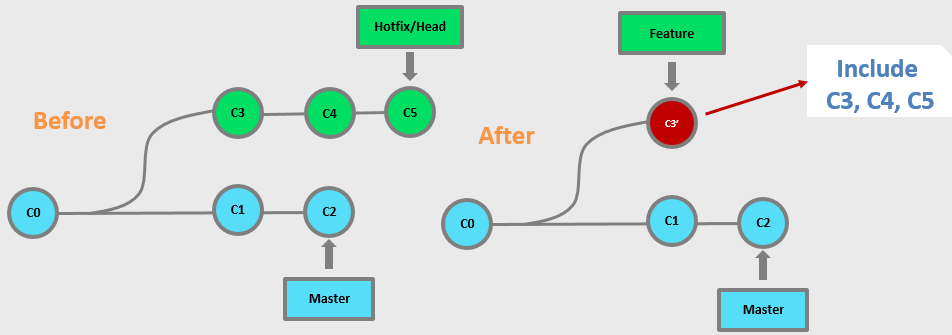 Hotfix/Head
Before
C3
C4
C5
C0
C1
C2
Master
Feature
Include
C3, C4, C5
After
C3’
C0
C1
C2
Master